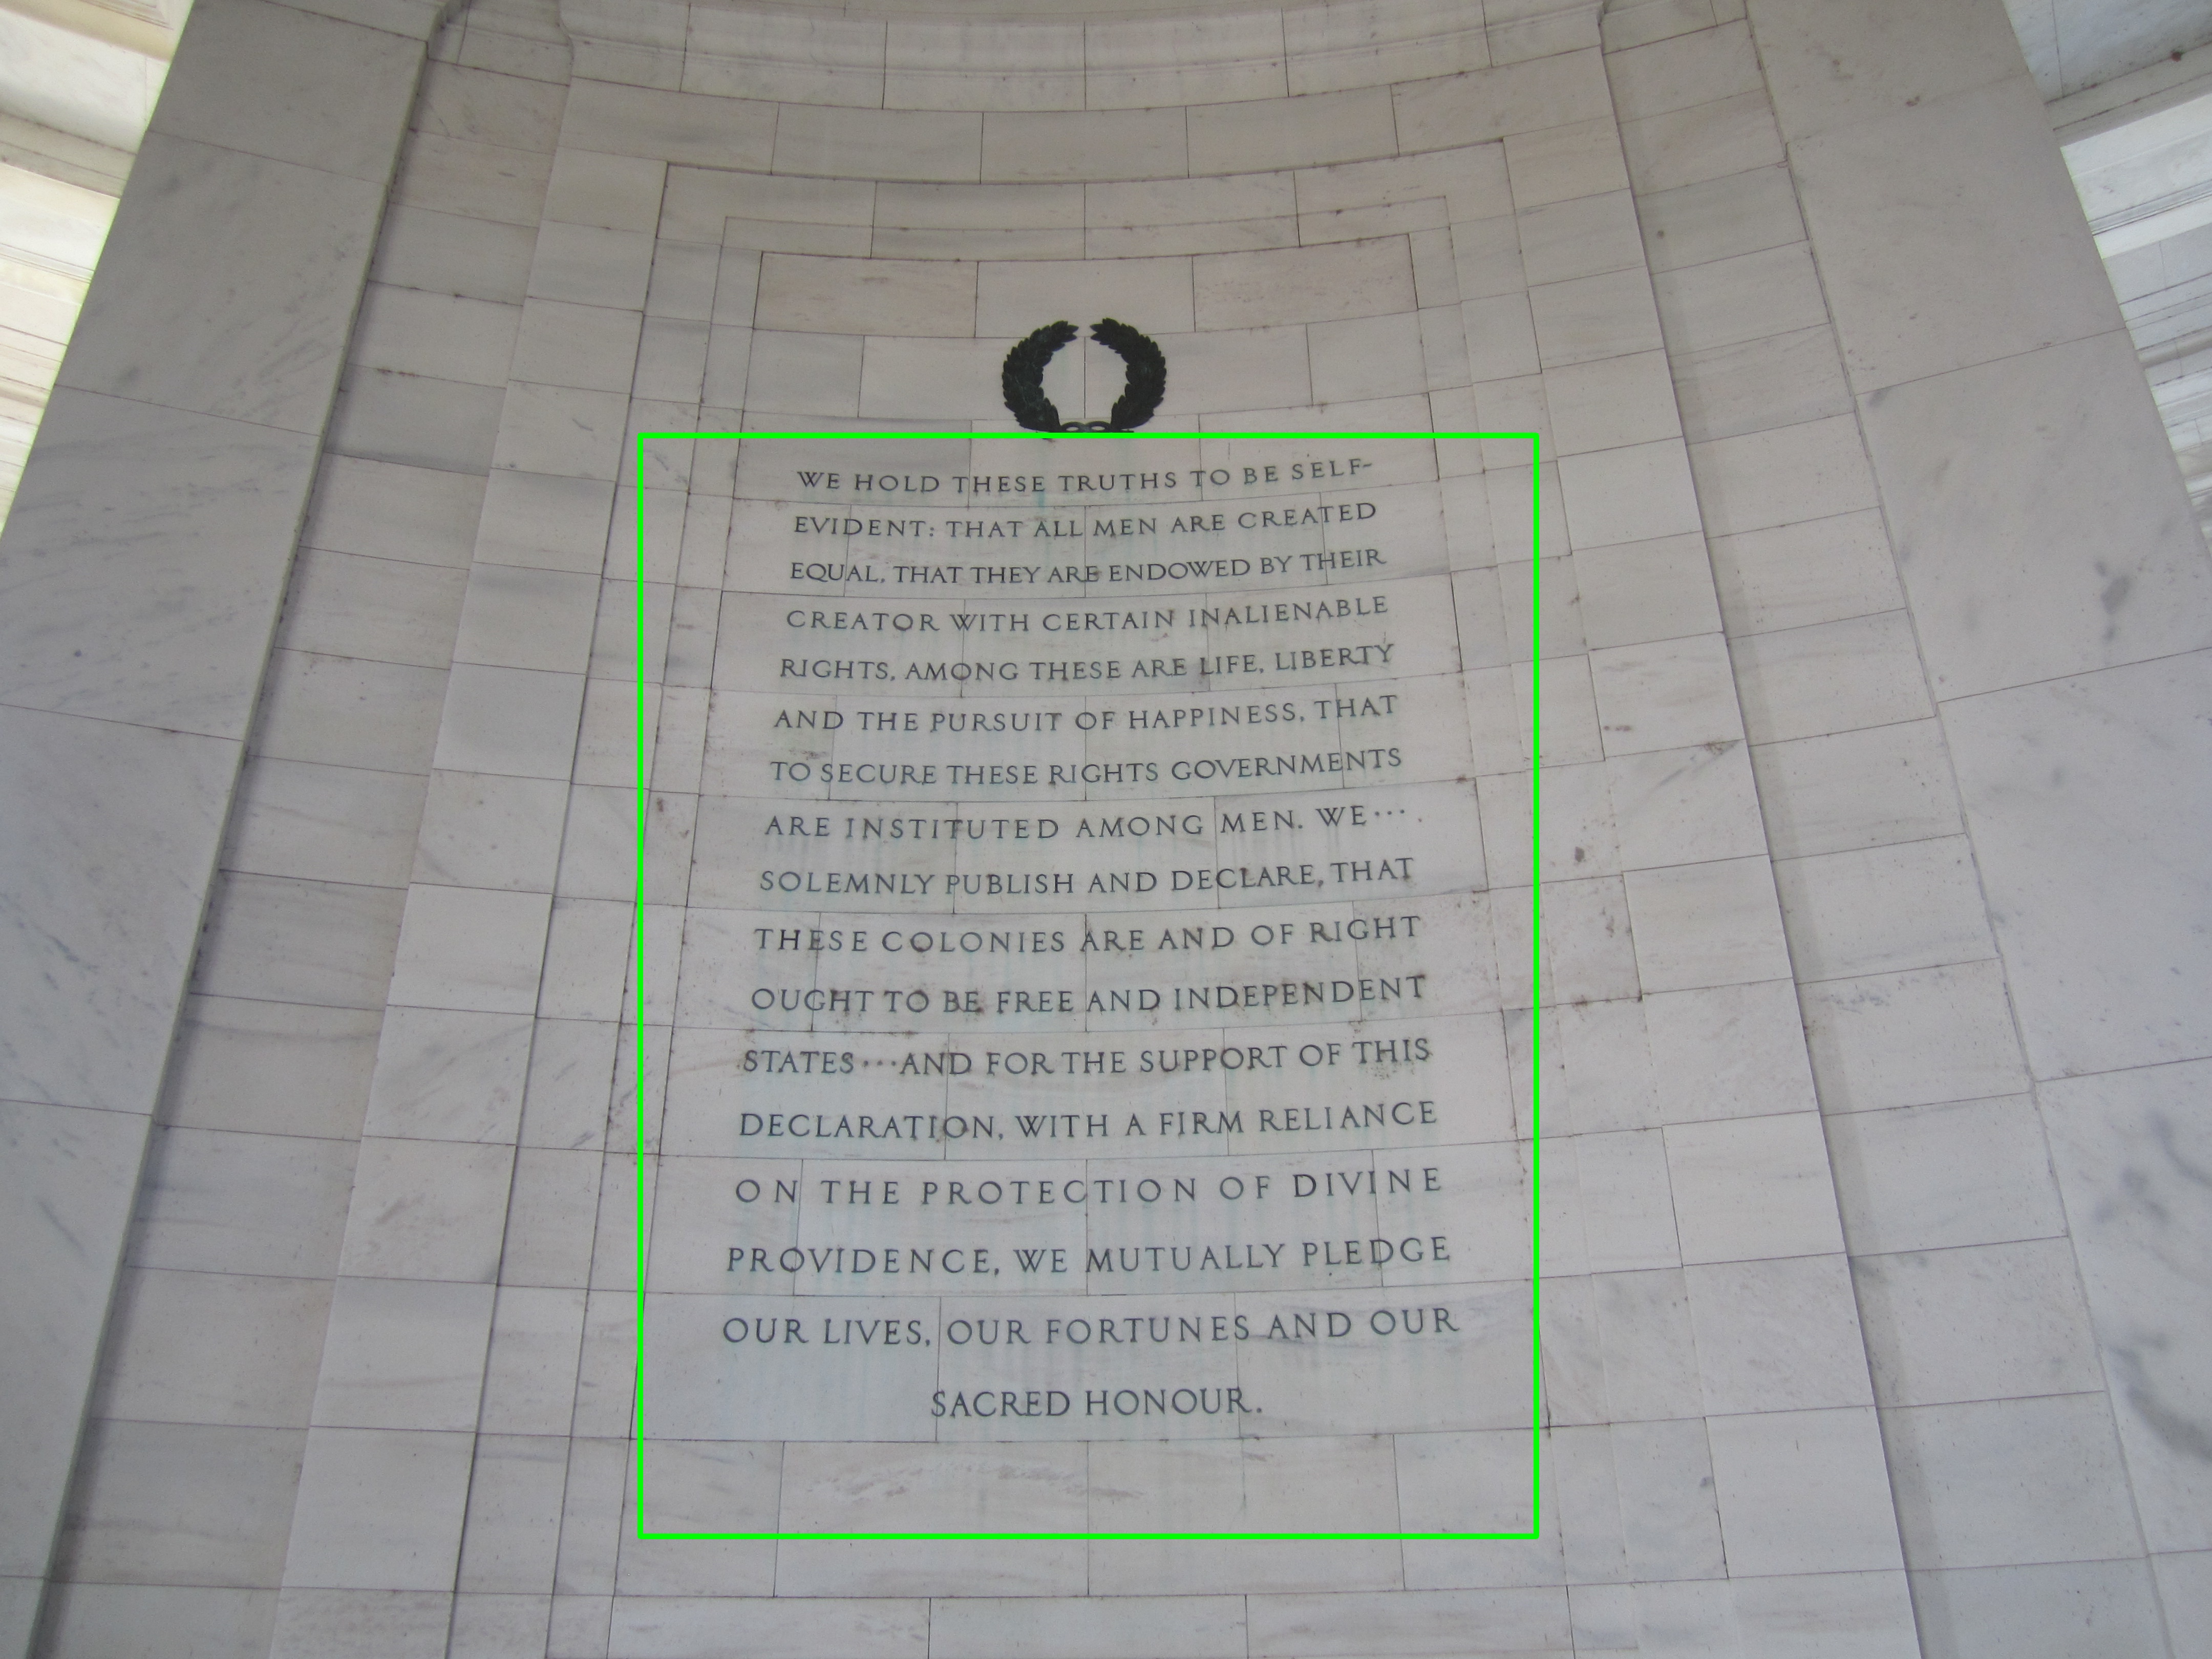 WE HOLD THESE TRUTHS TO BE SELF-
EVIDENT: THAT ALL MEN ARE CREATED
EQUAL, THAT THEY ARE ENDOWED BY THEIR
CREATOR WITH CERTAIN INALIENABLE
RIGHTS, AMONG THESE ARE LIFE, LIBERTY
AND THE PURSUIT OF HAPPINESS, THAT
TO SECURE THESE RIGHTS GOVERNMENTS
ARE INSTITUTED AMONG MEN. WE···.
SOLEMNLY PUBLISH AND DECLARE, THAT
THESE COLONIES ARE AND OF RIGHT
OUGHT TO BE FREE AND INDEPENDENT
STATES···AND FOR THE SUPPORT OF THIS
DECLARATION, WITH A FIRM RELIANCE
ON THE PROTECTION OF DIVINE
PROVIDENCE, WE MUTUALLY PLEDGE
OUR LIVES, OUR FORTUNES AND OUR
SACRED HONOUR.